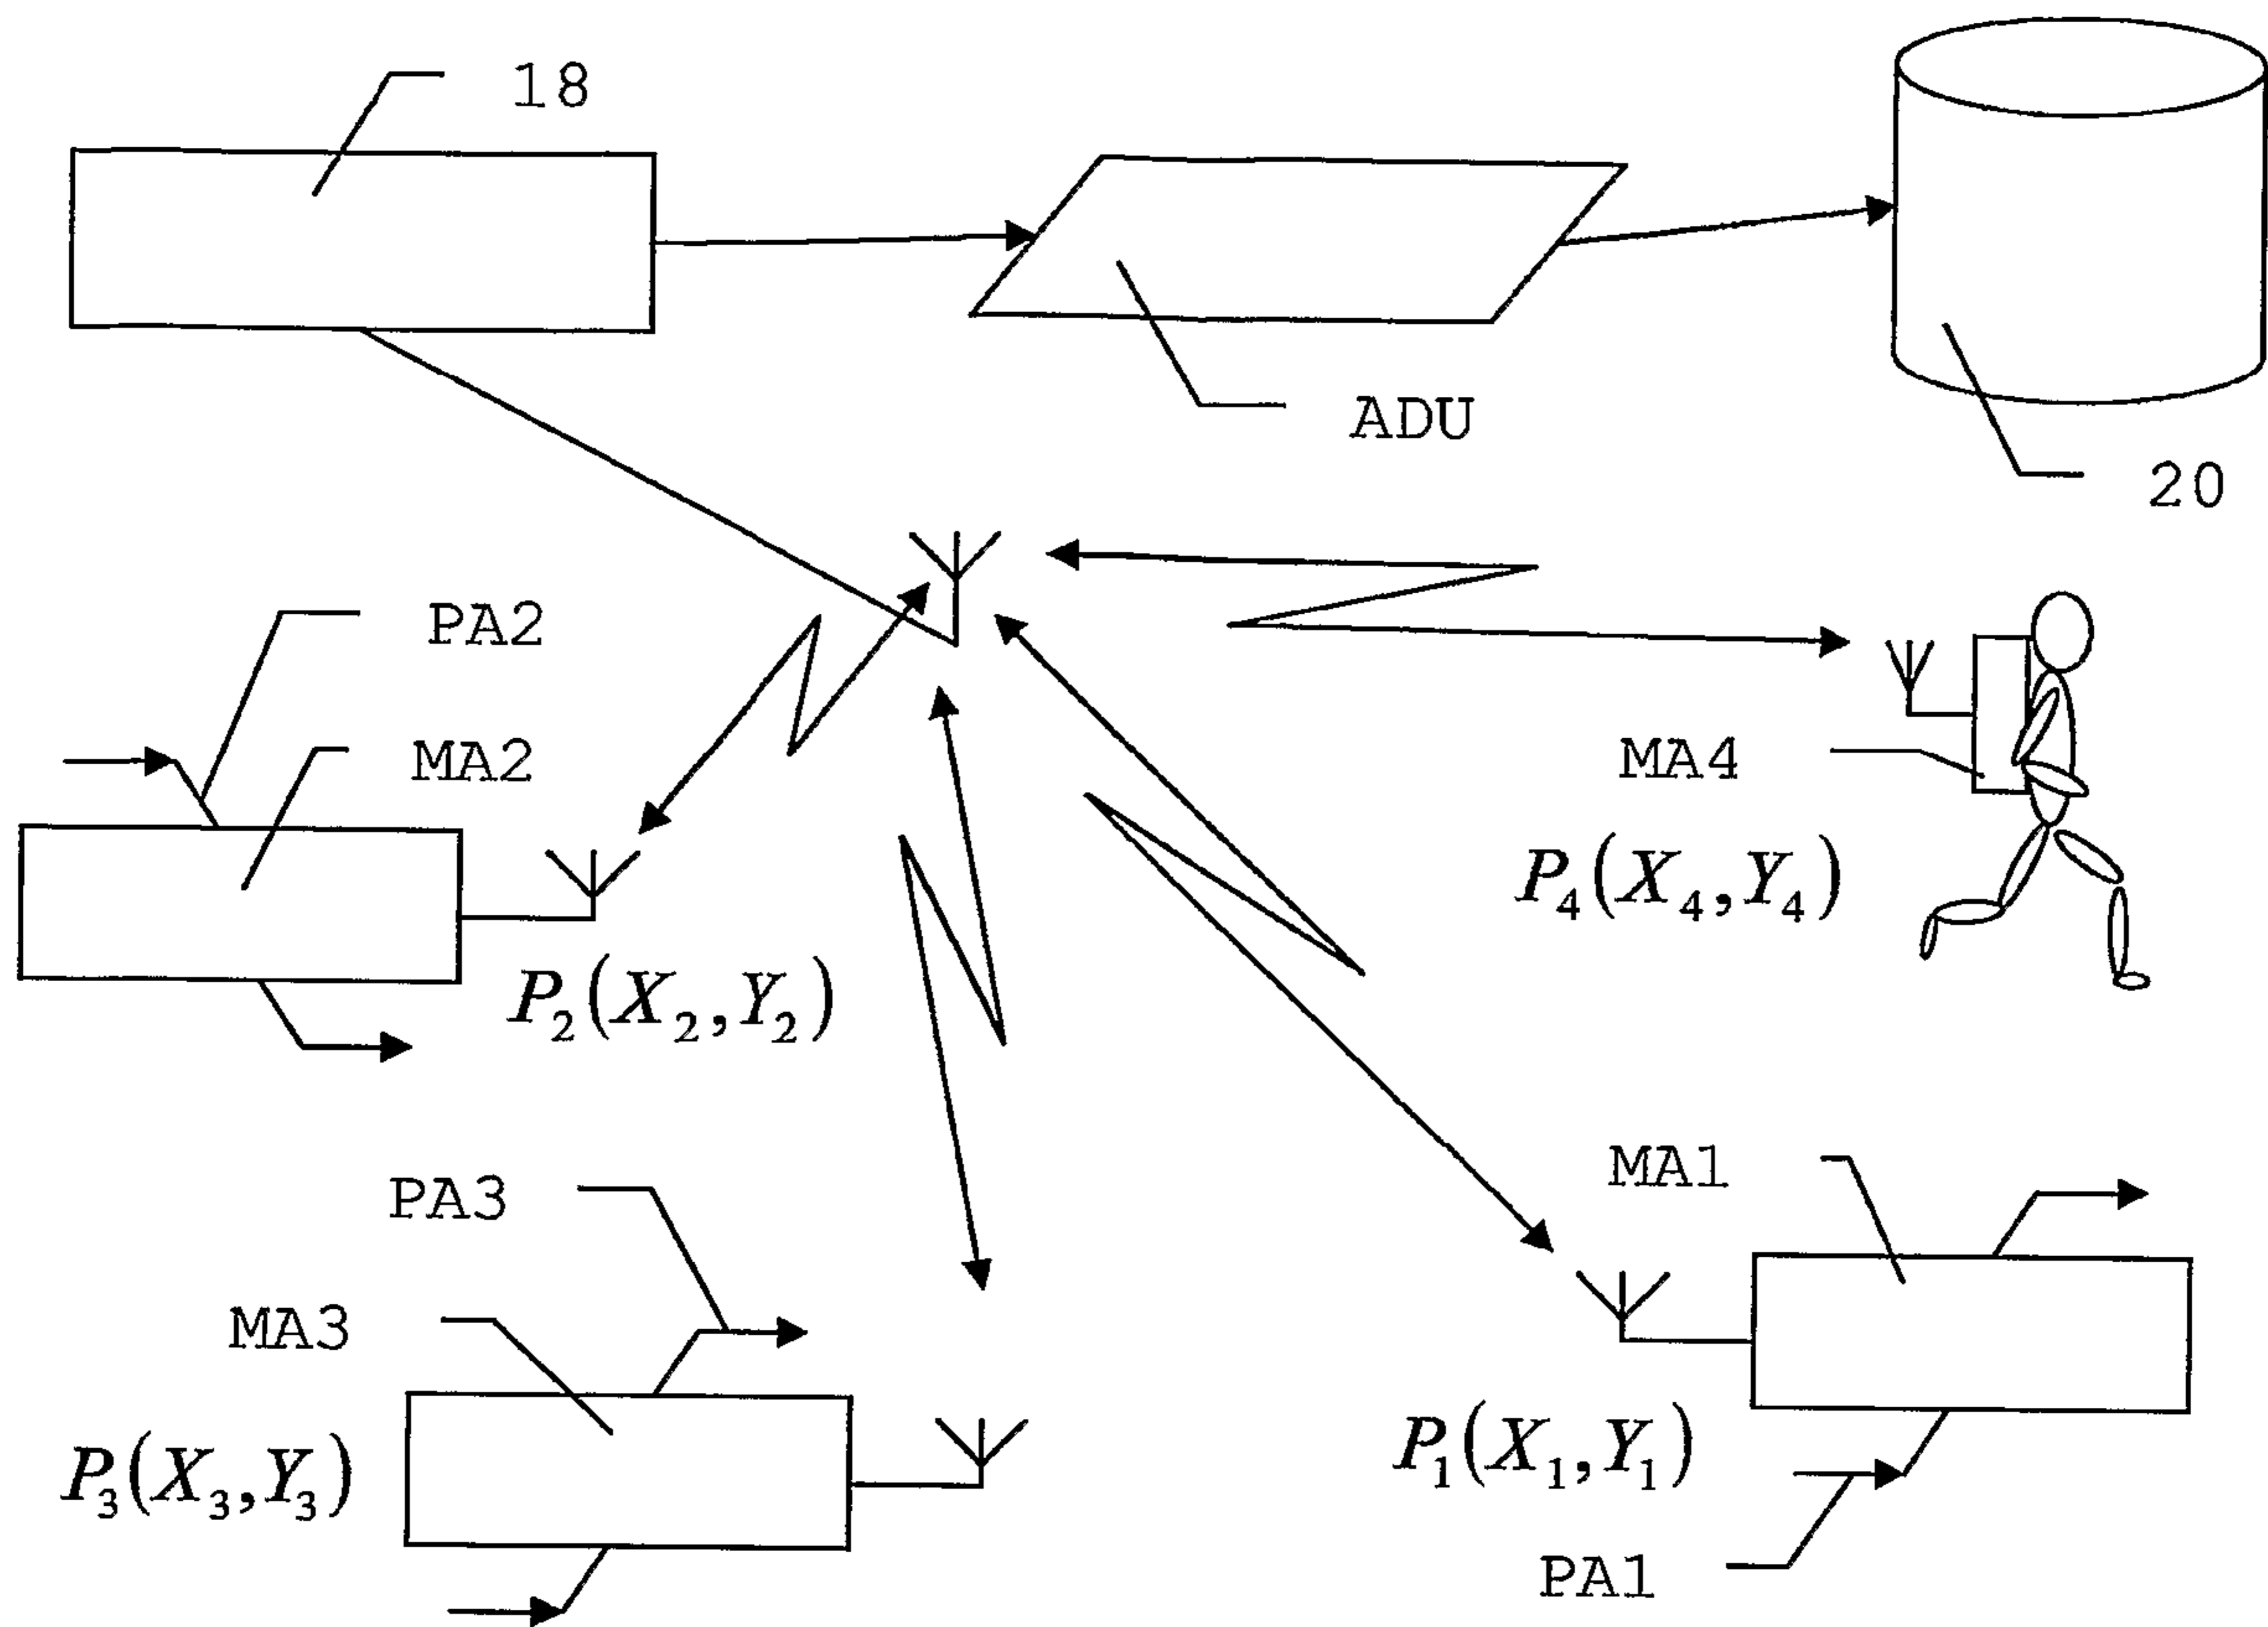 18
ADU
20
PA2
MA2
MA4
P₄(X₄,Y₄)
P₂(X₂,Y₂)
MA1
PA3
MA3
P₃(X₃,Y₃)
P₁(X₁,Y₁)
PA1